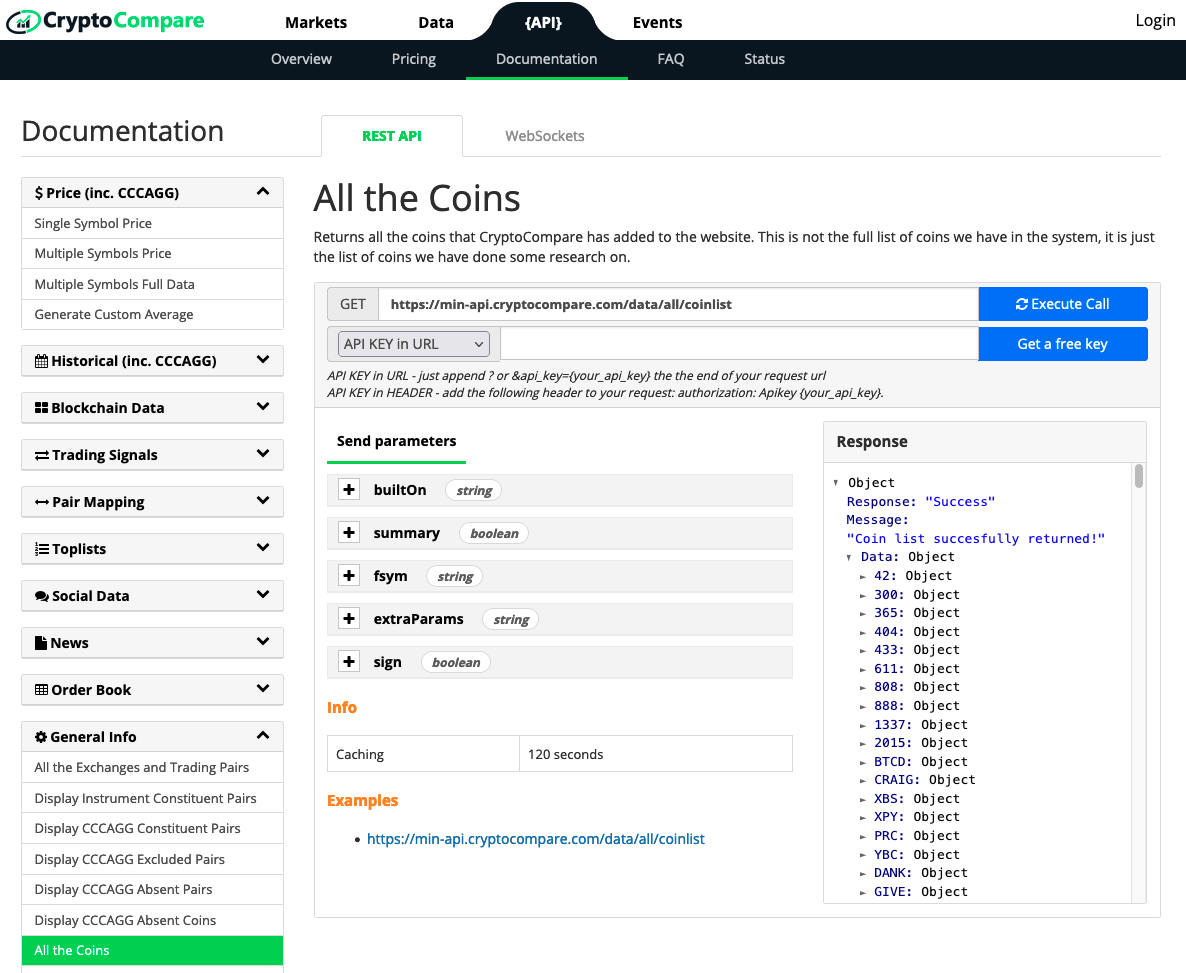 CryptoCompare
Markets
Data
{API}
Events
Login
Overview
Pricing
Documentation
FAQ
Status
Documentation
REST API
WebSockets
$ Price (inc. CCCAGG)
Single Symbol Price
Multiple Symbols Price
Multiple Symbols Full Data
Generate Custom Average
Historical (inc. CCCAGG)
Blockchain Data
Trading Signals
Pair Mapping
Toplists
Social Data
News
Order Book
General Info
All the Exchanges and Trading Pairs
Display Instrument Constituent Pairs
Display CCCAGG Constituent Pairs
Display CCCAGG Excluded Pairs
Display CCCAGG Absent Pairs
Display CCCAGG Absent Coins
All the Coins
All the Coins
Returns all the coins that CryptoCompare has added to the website. This is not the full list of coins we have in the system, it is just
the list of coins we have done some research on.
GET
https://min-api.cryptocompare.com/data/all/coinlist
Execute Call
API KEY in URL
Get a free key
API KEY in URL - just append ? or &api_key={your_api_key} the the end of your request url
API KEY in HEADER - add the following header to your request: authorization: Apikey {your_api_key}.
Send parameters
+ builtOn string
+ summary boolean
+ fsym string
+ extraParams string
+ sign boolean
Info
Caching
120 seconds
Examples
• https://min-api.cryptocompare.com/data/all/coinlist
Response
Object
Response: "Success"
Message:
"Coin list succesfully returned!"
Data: Object
42: Object
300: Object
365: Object
404: Object
433: Object
611: Object
808: Object
888: Object
1337: Object
2015: Object
BTCD: Object
CRAIG: Object
XBS: Object
XPY: Object
PRC: Object
YBC: Object
DANK: Object
GIVE: Object